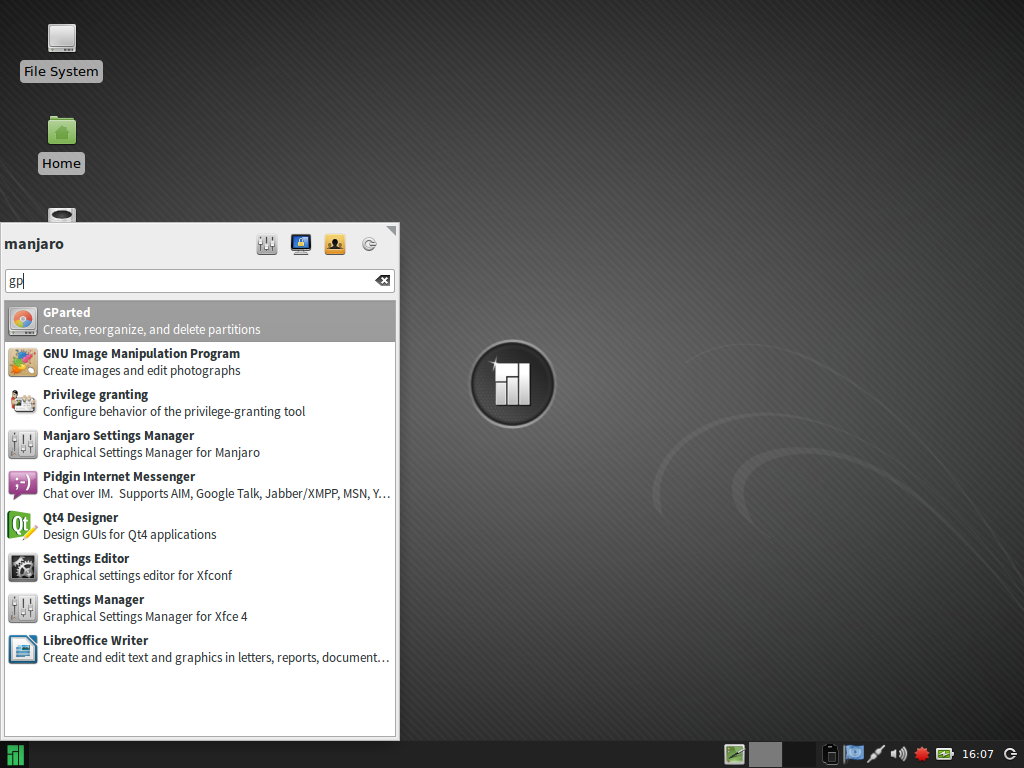 File System
Home
manjaro
gp
GParted
Create, reorganize, and delete partitions
GNU Image Manipulation Program
Create images and edit photographs
Privilege granting
Configure behavior of the privilege-granting tool
Manjaro Settings Manager
Graphical Settings Manager for Manjaro
Pidgin Internet Messenger
Chat over IM.  Supports AIM, Google Talk, Jabber/XMPP, MSN, Y...
Qt4 Designer
Design GUIs for Qt4 applications
Settings Editor
Graphical settings editor for Xfconf
Settings Manager
Graphical Settings Manager for Xfce 4
LibreOffice Writer
Create and edit text and graphics in letters, reports, document...
16:07